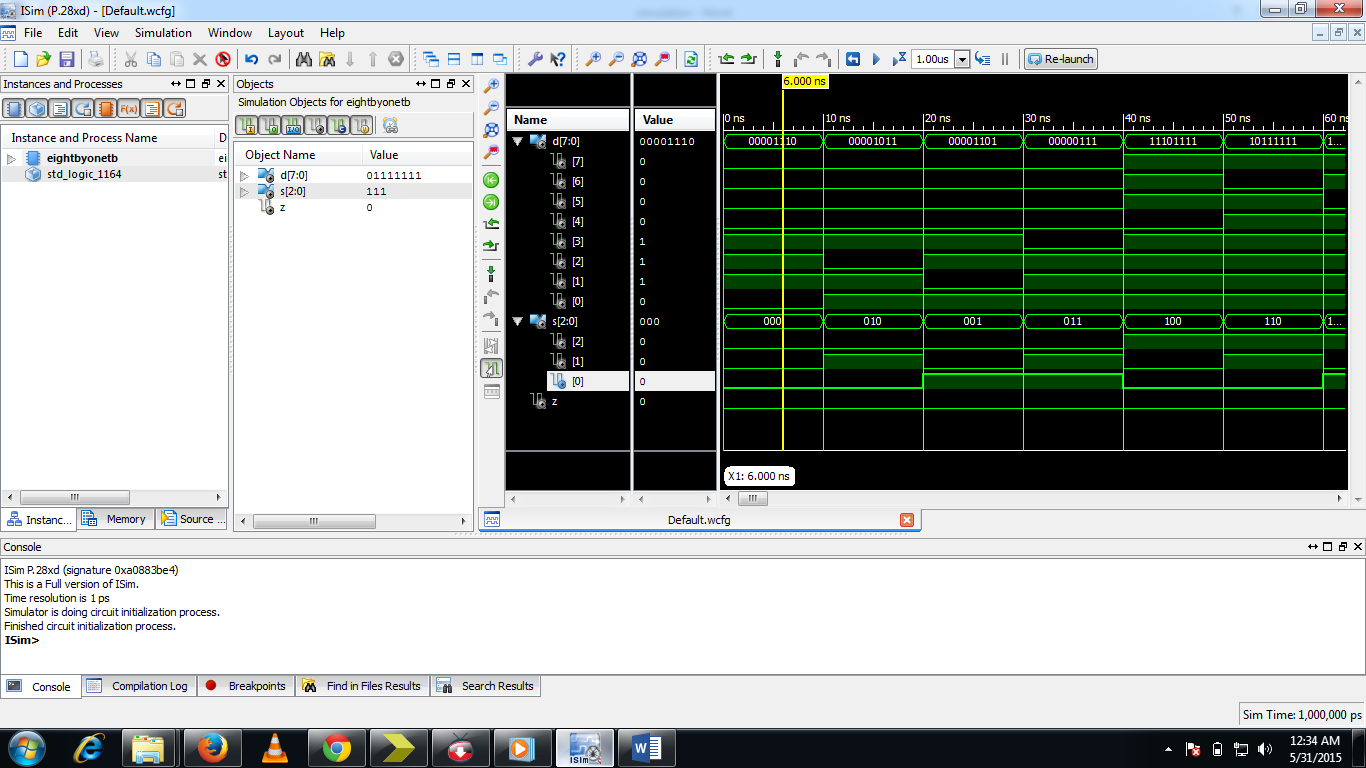 ISim (P.28xd) - [Default.wcfg]
File Edit View Simulation Window Layout Help
1.00us Re-launch
Instances and Processes
Instance and Process Name D
eightbyonetb ei
std_logic_1164 st
Instanc... Memory Source ...
Objects
Simulation Objects for eightbyonetb
Object Name Value
d[7:0] 01111111
s[2:0] 111
z 0
6.000 ns
Name Value
0 ns 10 ns 20 ns 30 ns 40 ns 50 ns 60 ns
d[7:0] 00001110 00001110 00001011 00001101 00000111 11101111 10111111 1...
[7] 0
[6] 0
[5] 0
[4] 0
[3] 1
[2] 1
[1] 1
[0] 0
s[2:0] 000 000 010 001 011 100 110 1...
[2] 0
[1] 0
[0] 0
z 0
X1: 6.000 ns
Default.wcfg
Console
ISim P.28xd (signature 0xa0883be4)
This is a Full version of ISim.
Time resolution is 1 ps
Simulator is doing circuit initialization process.
Finished circuit initialization process.
ISim>
Console Compilation Log Breakpoints Find in Files Results Search Results
Sim Time: 1,000,000 ps
ISim
12:34 AM
5/31/2015